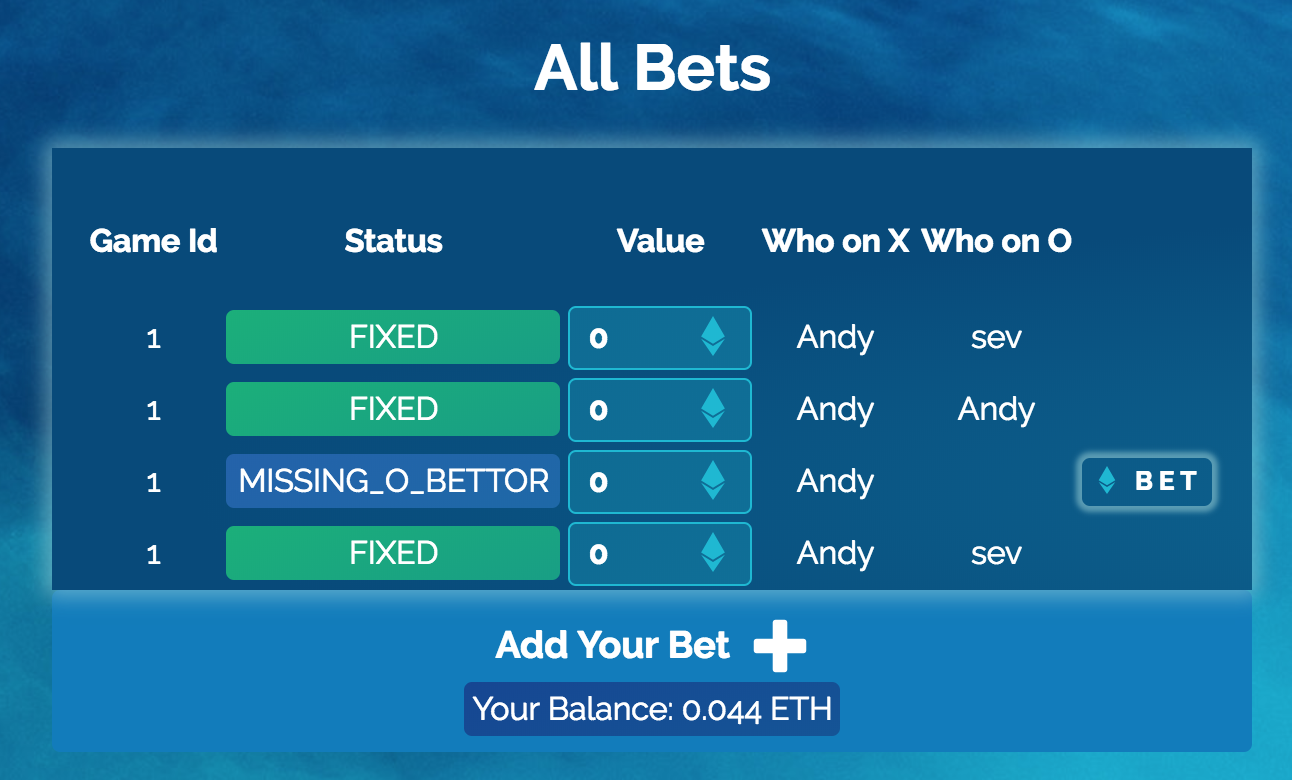 All Bets
Game Id Status Value Who on X Who on O
1 FIXED 0 Andy sev
1 FIXED 0 Andy Andy
1 MISSING_O_BETTOR 0 Andy BET
1 FIXED 0 Andy sev
Add Your Bet
Your Balance: 0.044 ETH